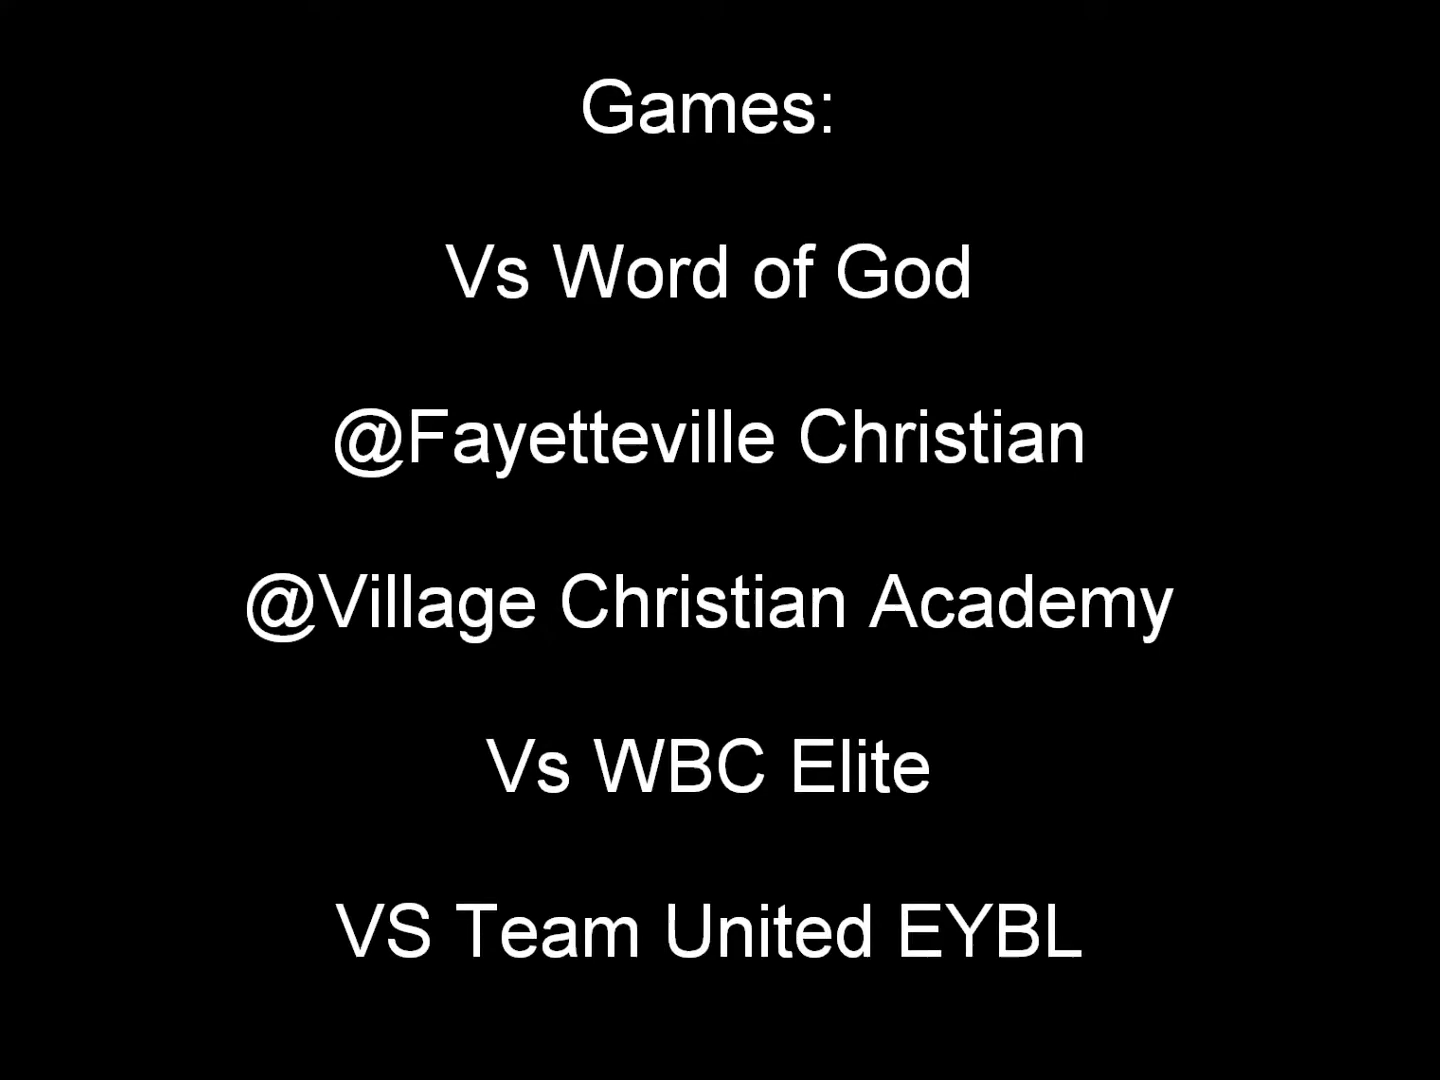 Games:
Vs Word of God
@Fayetteville Christian
@Village Christian Academy
Vs WBC Elite
VS Team United EYBL